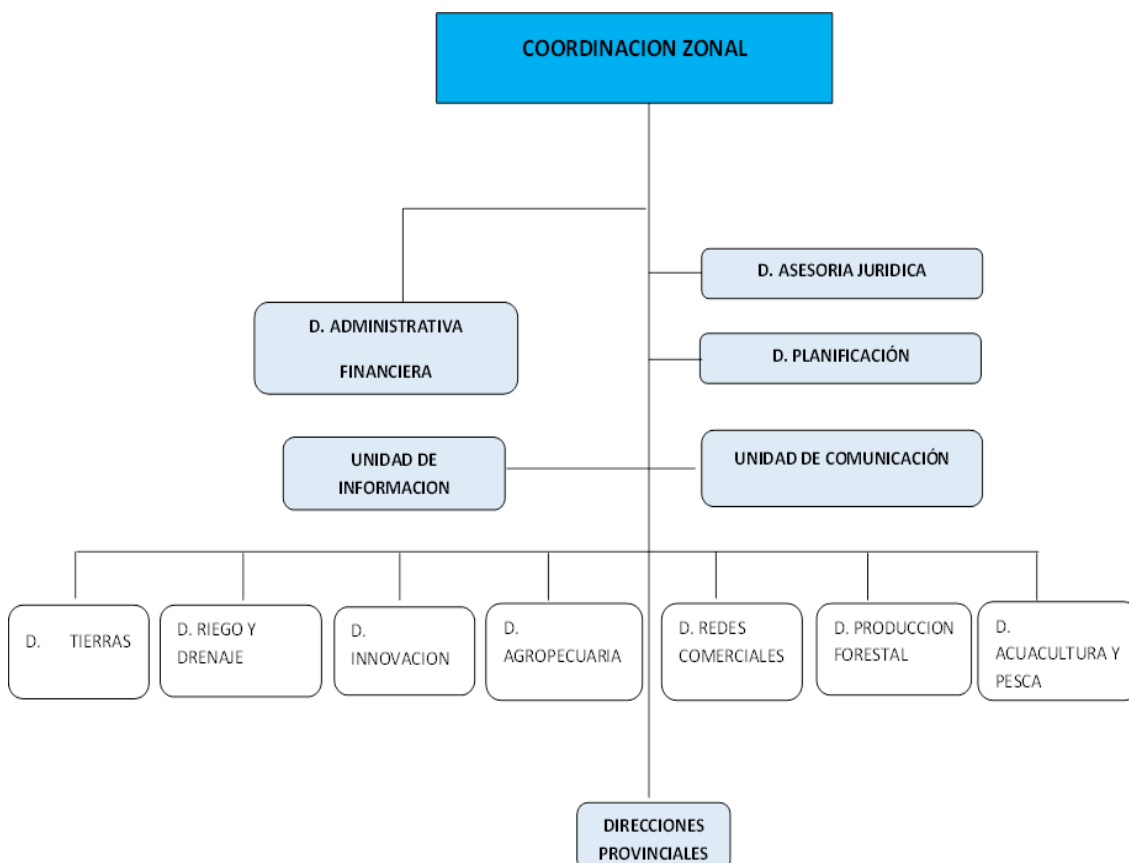 COORDINACION ZONAL
D. ASESORIA JURIDICA
D. ADMINISTRATIVA
FINANCIERA
D. PLANIFICACIÓN
UNIDAD DE
INFORMACION
UNIDAD DE COMUNICACIÓN
D. TIERRAS
D. RIEGO Y
DRENAJE
D.
INNOVACION
D.
AGROPECUARIA
D. REDES
COMERCIALES
D. PRODUCCION
FORESTAL
D.
ACUACULTURA Y
PESCA
DIRECCIONES
PROVINCIALES